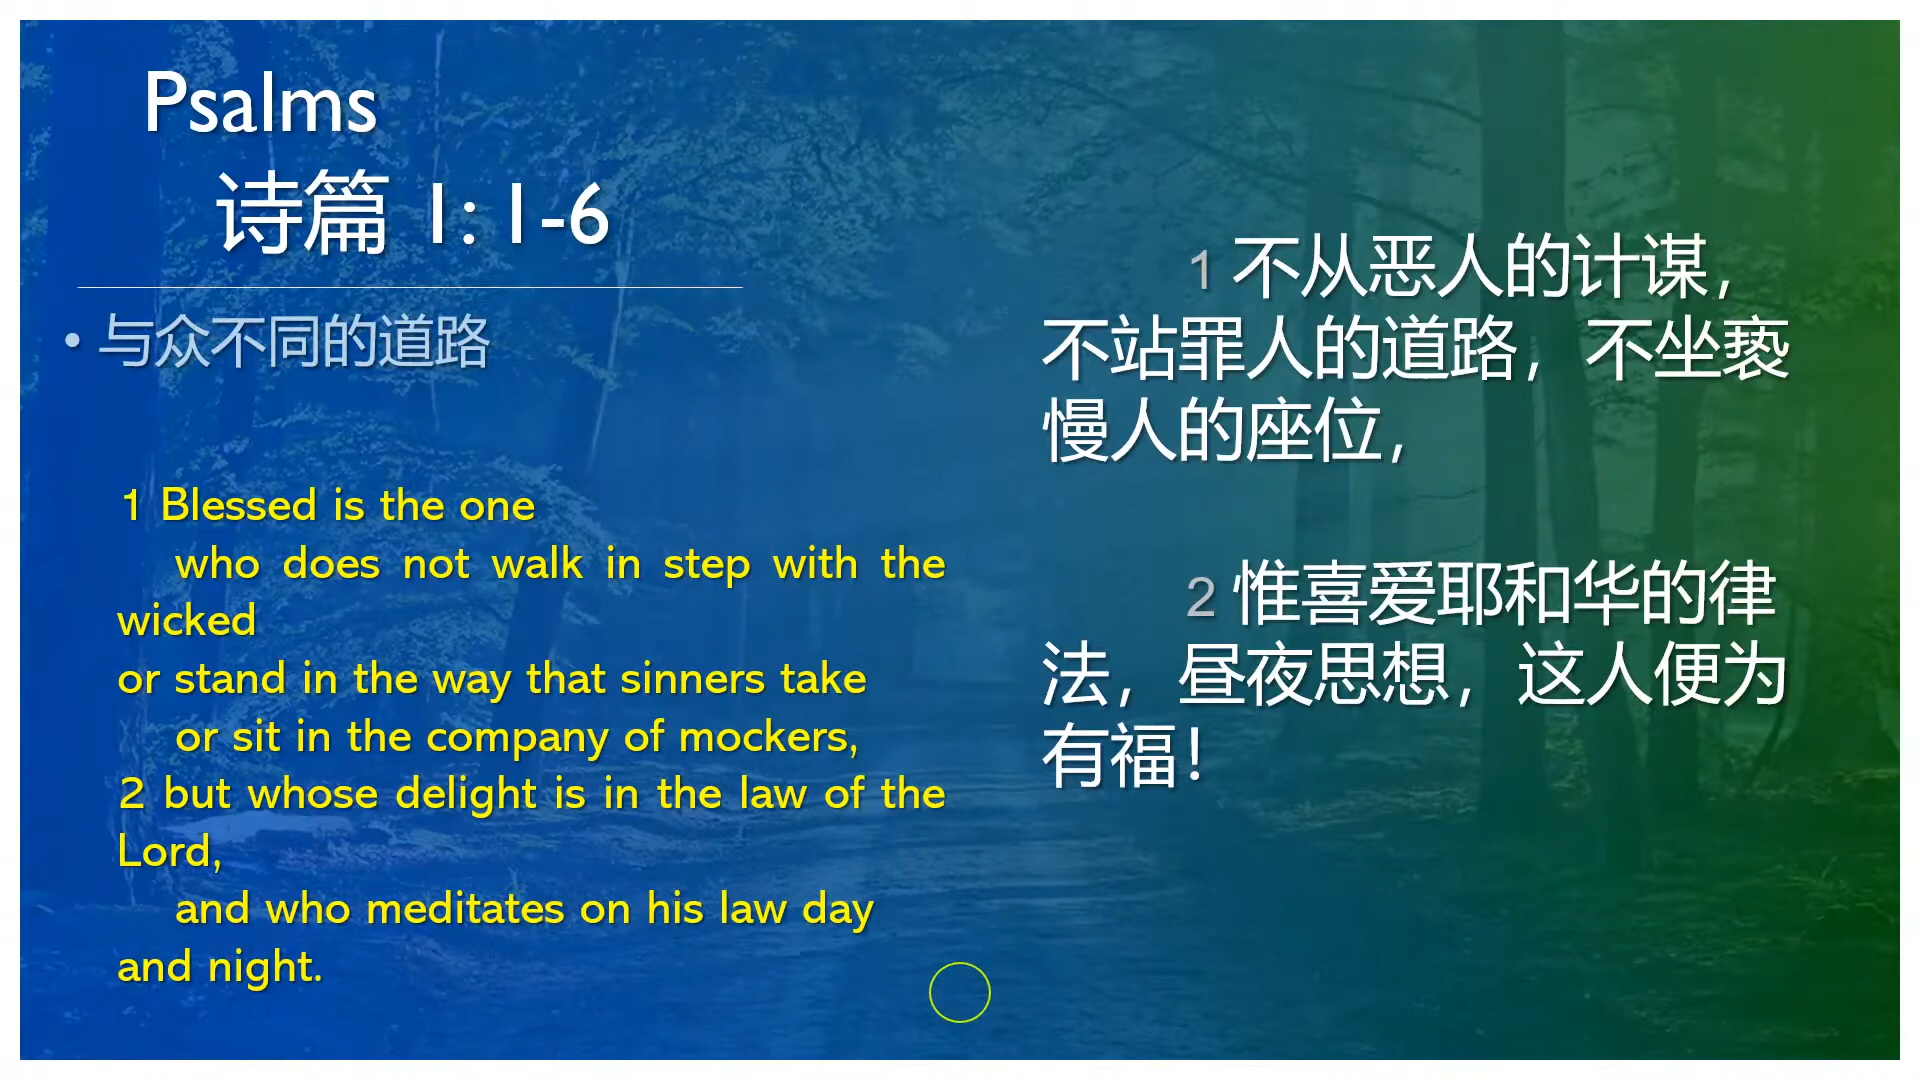 Psalms
诗篇 1: 1-6
• 与众不同的道路
1 Blessed is the one
who does not walk in step with the
wicked
or stand in the way that sinners take
or sit in the company of mockers,
2 but whose delight is in the law of the
Lord,
and who meditates on his law day
and night.
1 不从恶人的计谋，
不站罪人的道路，不坐亵
慢人的座位，
2 惟喜爱耶和华的律
法，昼夜思想，这人便为
有福！